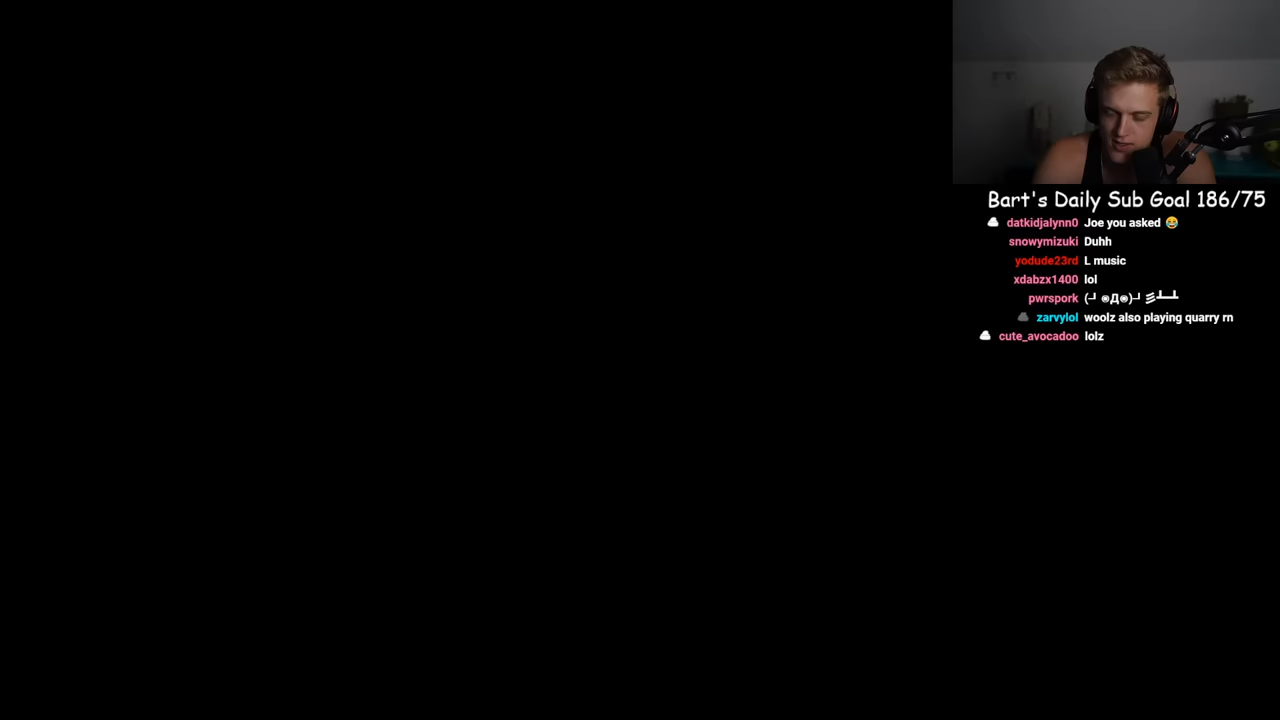 Bart's Daily Sub Goal 186/75
datkidjalynn0 Joe you asked 😂
snowymizuki Duhh
yodude23rd L music
xdabzx1400 lol
pwrspork (┘◉Д◉)┘彡┻━┻
zarvylol woolz also playing quarry rn
cute_avocadoo lolz